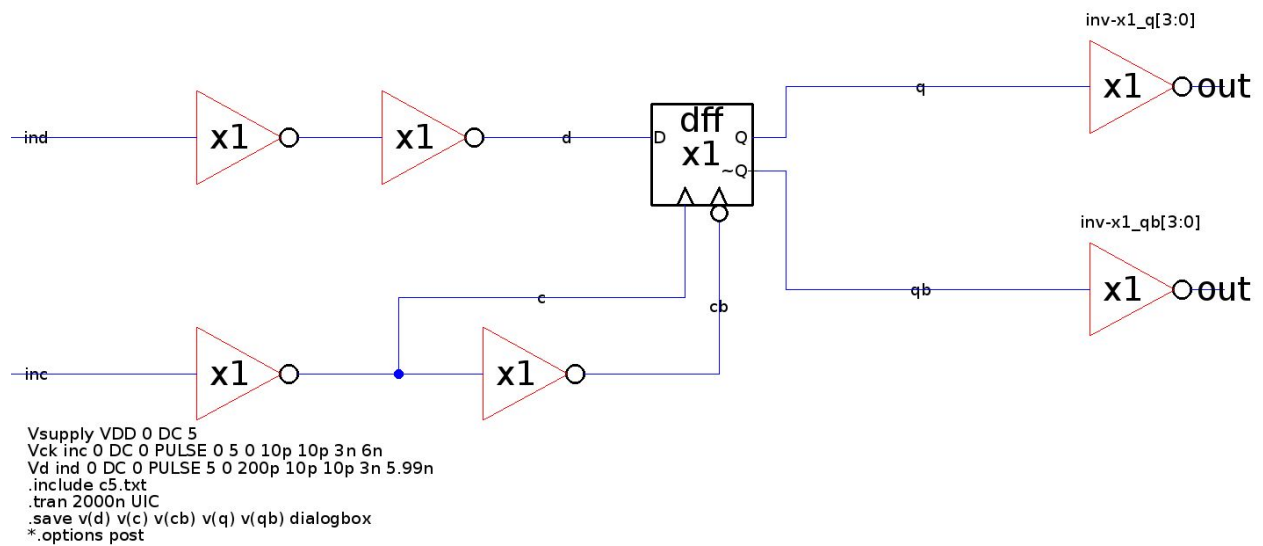 inv-x1_q[3:0]
x1
out
q
ind
x1
x1
d
D
dff
x1
Q
~Q
inv-x1_qb[3:0]
x1
out
qb
c
cb
inc
x1
x1
Vsupply VDD 0 DC 5
Vck inc 0 DC 0 PULSE 0 5 0 10p 10p 3n 6n
Vd ind 0 DC 0 PULSE 5 0 200p 10p 10p 3n 5.99n
.include c5.txt
.tran 2000n UIC
.save v(d) v(c) v(cb) v(q) v(qb) dialogbox
*.options post